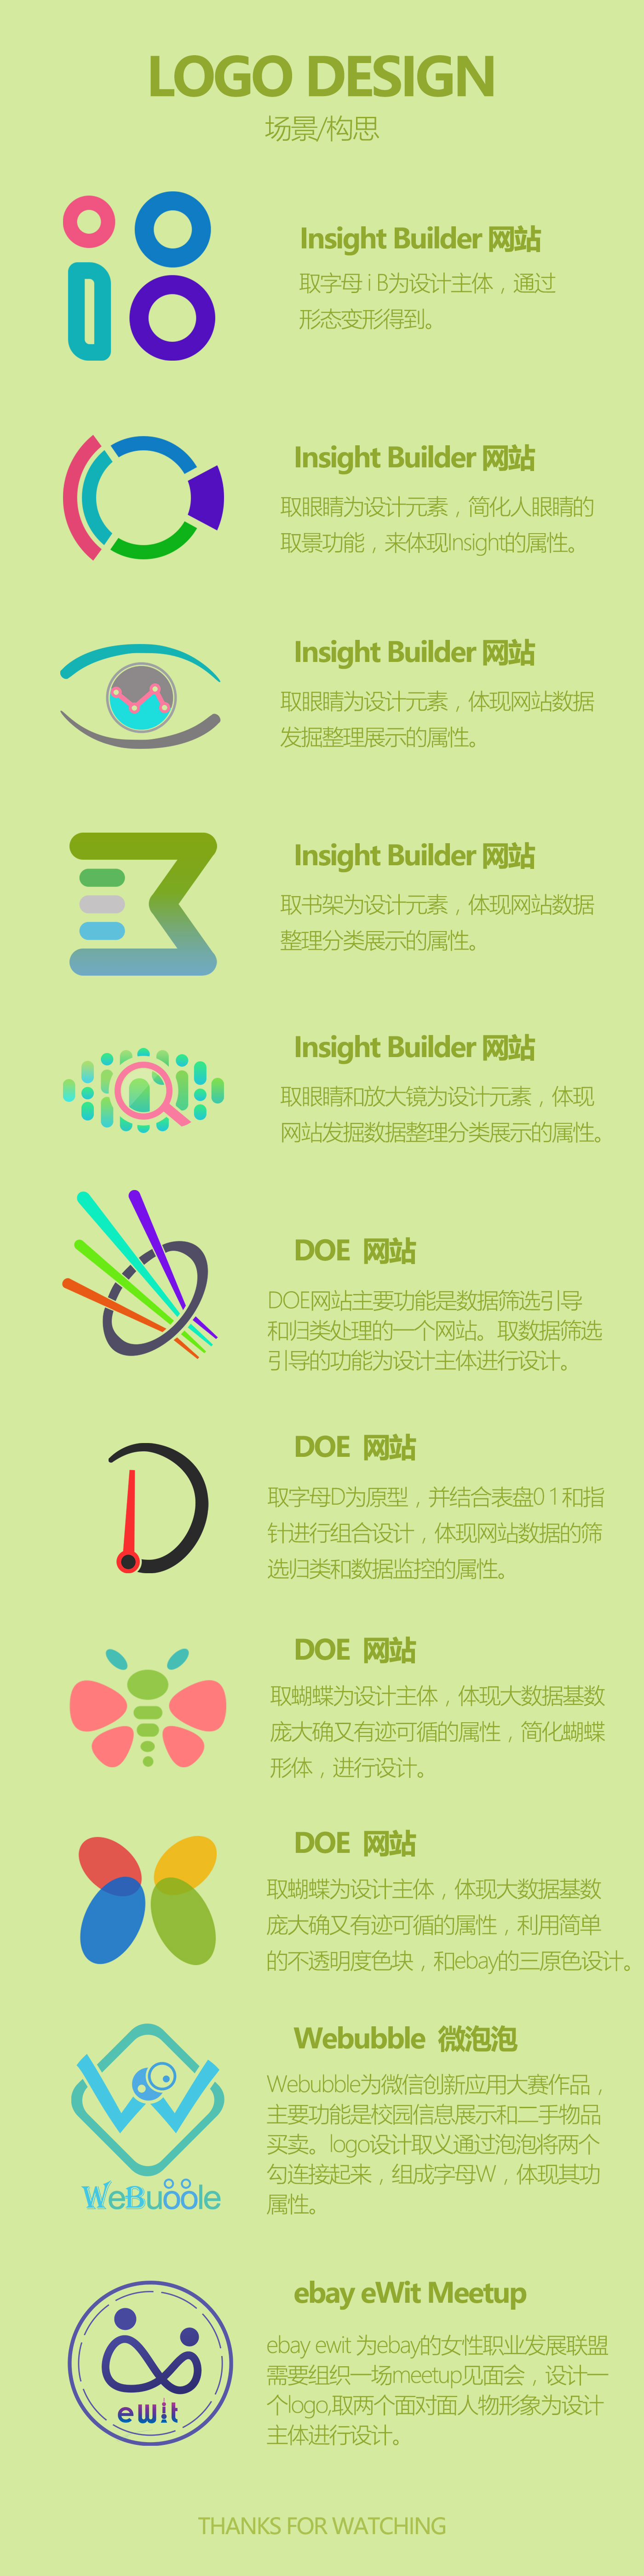 LOGO DESIGN
场景/构思
Insight Builder 网站
取字母 i B为设计主体，通过
形态变形得到。
Insight Builder 网站
取眼睛为设计元素，简化人眼睛的
取景功能，来体现Insight的属性。
Insight Builder 网站
取眼睛为设计元素，体现网站数据
发掘整理展示的属性。
Insight Builder 网站
取书架为设计元素，体现网站数据
整理分类展示的属性。
Insight Builder 网站
取眼睛和放大镜为设计元素，体现
网站发掘数据整理分类展示的属性。
DOE 网站
DOE网站主要功能是数据筛选引导
和归类处理的一个网站。取数据筛选
引导的功能为设计主体进行设计。
DOE 网站
取字母D为原型，并结合表盘0 1和指
针进行组合设计，体现网站数据的筛
选归类和数据监控的属性。
DOE 网站
取蝴蝶为设计主体，体现大数据基数
庞大确又有迹可循的属性，简化蝴蝶
形体，进行设计。
DOE 网站
取蝴蝶为设计主体，体现大数据基数
庞大确又有迹可循的属性，利用简单
的不透明度色块，和ebay的三原色设计。
WeBubble
Webubble 微泡泡
Webubble为微信创新应用大赛作品，
主要功能是校园信息展示和二手物品
买卖。logo设计取义通过泡泡将两个
勾连接起来，组成字母W，体现其功
属性。
ewit
ebay eWit Meetup
ebay ewit 为ebay的女性职业发展联盟
需要组织一场meetup见面会，设计一
个logo,取两个面对面人物形象为设计
主体进行设计。
THANKS FOR WATCHING